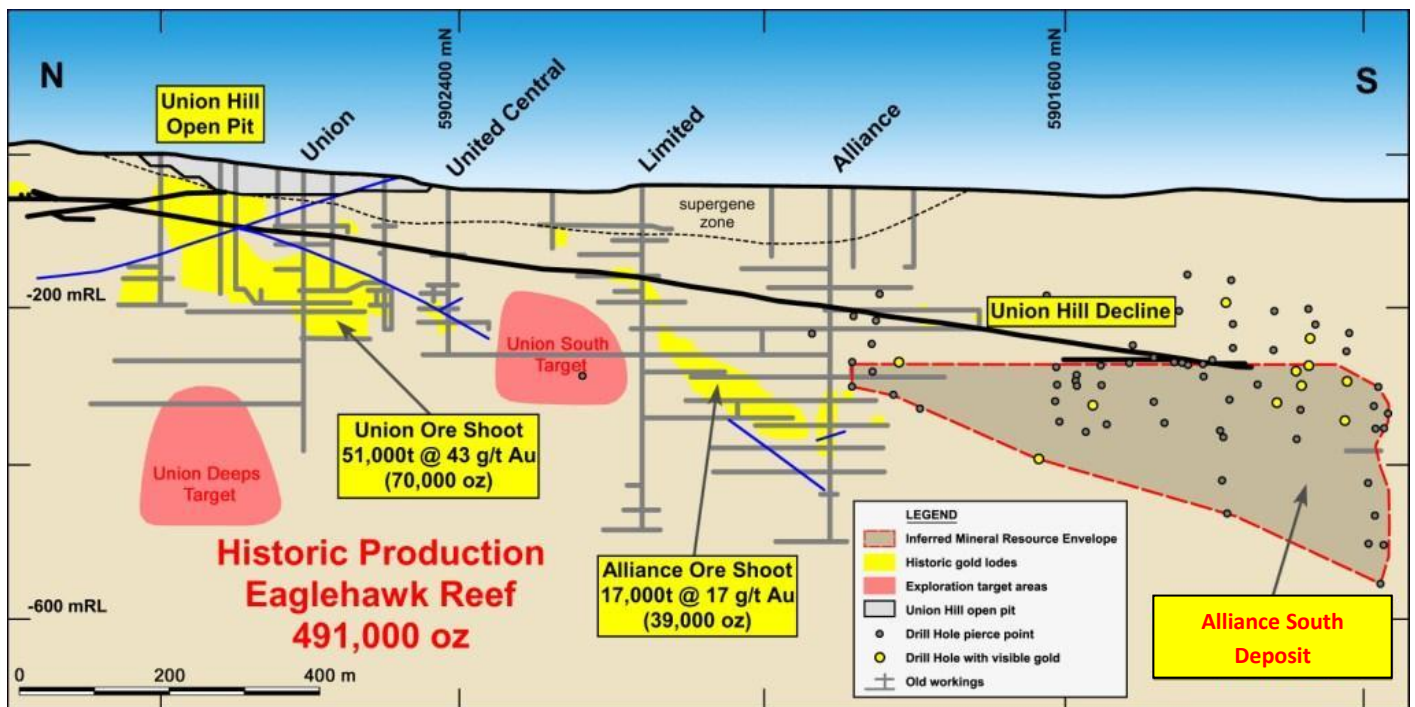 N
S
Union Hill
Open Pit
Union
5902400 mN
United Central
Limited
Alliance
5901600 mN
supergene
zone
-200 mRL
Union Hill Decline
Union South
Target
Union Ore Shoot
51,000t @ 43 g/t Au
(70,000 oz)
Union Deeps
Target
Historic Production
Eaglehawk Reef
491,000 oz
Alliance Ore Shoot
17,000t @ 17 g/t Au
(39,000 oz)
-600 mRL
0
200
400 m
LEGEND
Inferred Mineral Resource Envelope
Historic gold lodes
Exploration target areas
Union Hill open pit
Drill Hole pierce point
Drill Hole with visible gold
Old workings
Alliance South
Deposit